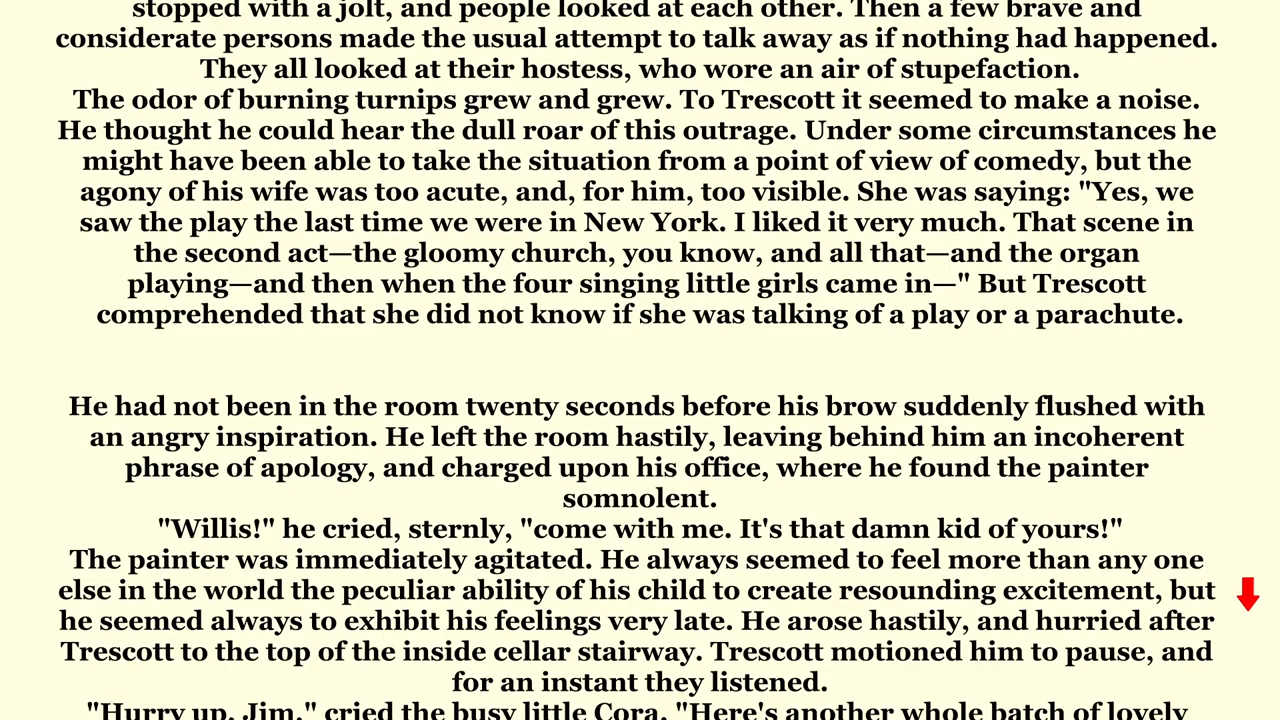 stopped with a jolt, and people looked at each other. Then a few brave and
considerate persons made the usual attempt to talk away as if nothing had happened.
They all looked at their hostess, who wore an air of stupefaction.
The odor of burning turnips grew and grew. To Trescott it seemed to make a noise.
He thought he could hear the dull roar of this outrage. Under some circumstances he
might have been able to take the situation from a point of view of comedy, but the
agony of his wife was too acute, and, for him, too visible. She was saying: "Yes, we
saw the play the last time we were in New York. I liked it very much. That scene in
the second act—the gloomy church, you know, and all that—and the organ
playing—and then when the four singing little girls came in—" But Trescott
comprehended that she did not know if she was talking of a play or a parachute.
He had not been in the room twenty seconds before his brow suddenly flushed with
an angry inspiration. He left the room hastily, leaving behind him an incoherent
phrase of apology, and charged upon his office, where he found the painter
somnolent.
"Willis!" he cried, sternly, "come with me. It's that damn kid of yours!"
The painter was immediately agitated. He always seemed to feel more than any one
else in the world the peculiar ability of his child to create resounding excitement, but
he seemed always to exhibit his feelings very late. He arose hastily, and hurried after
Trescott to the top of the inside cellar stairway. Trescott motioned him to pause, and
for an instant they listened.
"Hurry up, Jim," cried the busy little Cora. "Here's another whole batch of lovely